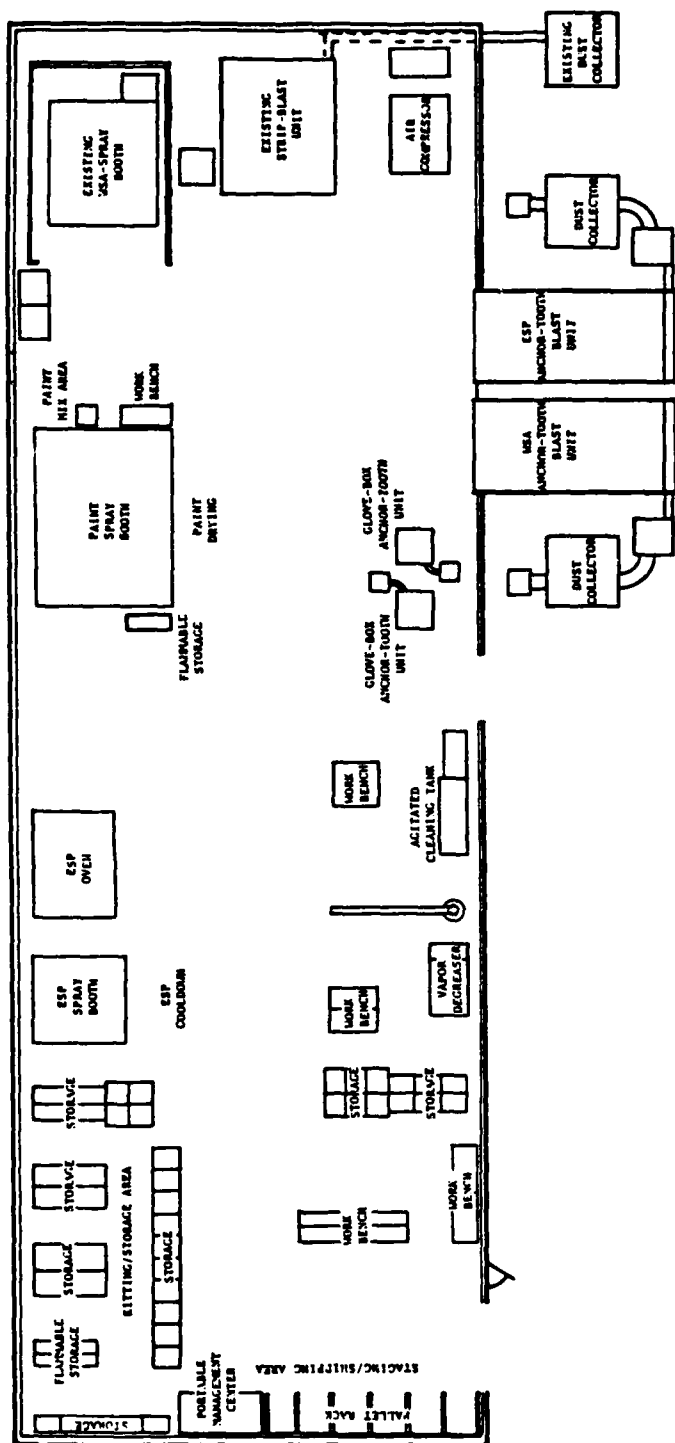 EXISTING
DUST
COLLECTOR
EXISTING
WSA-SPRAY
BOOTH
EXISTING
STRIP-BLAST
UNIT
AIR
COMPRESSOR
DUST
COLLECTOR
ESP
ANCHOR-TOOTH
BLAST
UNIT
WSA
ANCHOR-TOOTH
BLAST
UNIT
DUST
COLLECTOR
PAINT
MIX AREA
WORK
BENCH
PAINT
SPRAY
BOOTH
PAINT
DRYING
FLAMMABLE
STORAGE
GLOVE-BOX
ANCHOR-TOOTH
UNIT
GLOVE-BOX
ANCHOR-TOOTH
UNIT
WORK
BENCH
AGITATED
CLEANING TANK
ESP
OVEN
ESP
SPRAY
BOOTH
ESP
COOLDOWN
WORK
BENCH
VAPOR
DEGREASER
STORAGE
STORAGE
STORAGE
STORAGE
STORAGE
KITTING/STORAGE AREA
STORAGE
WORK
BENCH
WORK
BENCH
FLAMMABLE
STORAGE
STORAGE
PORTABLE
MANAGEMENT
CENTER
STAGING/SHIPPING AREA
PALLET RACK